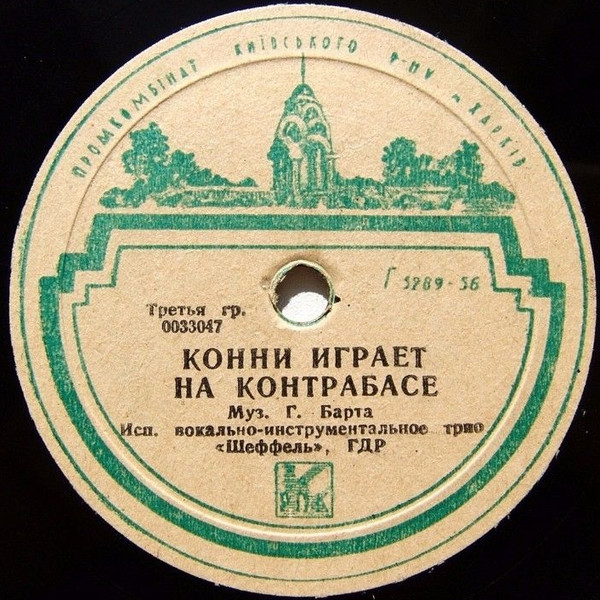 ПРОМКОМБІНАТ КИЇВСЬКОГО Р-НУ м ХАРКІВ
Г 5289-56
Третья гр.
0033047
КОННИ ИГРАЕТ
НА КОНТРАБАСЕ
Муз. Г. Барта
Исп. вокально-инструментальное трио
«Шеффель», ГДР